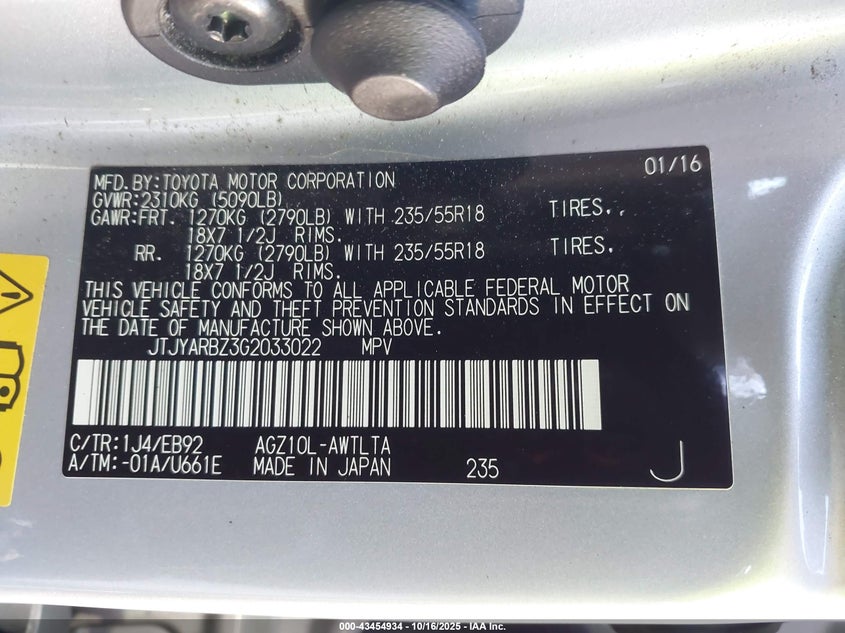 01/16
MFD.BY:TOYOTA MOTOR CORPORATION
GVWR:2310KG (5090LB)
GAWR:FRT. 1270KG (2790LB) WITH 235/55R18 TIRES..
18X7 1/2J RIMS.
RR. 1270KG (2790LB) WITH 235/55R18 TIRES.
18X7 1/2J RIMS.
THIS VEHICLE CONFORMS TO ALL APPLICABLE FEDERAL MOTOR
VEHICLE SAFETY AND THEFT PREVENTION STANDARDS IN EFFECT ON
THE DATE OF MANUFACTURE SHOWN ABOVE.
JTJYARBZ3G2033022 MPV
C/TR:1J4/EB92 AGZ10L-AWTLTA
A/TM:-01A/U661E MADE IN JAPAN 235 J
000-43454934 - 10/16/2025 - IAA Inc.